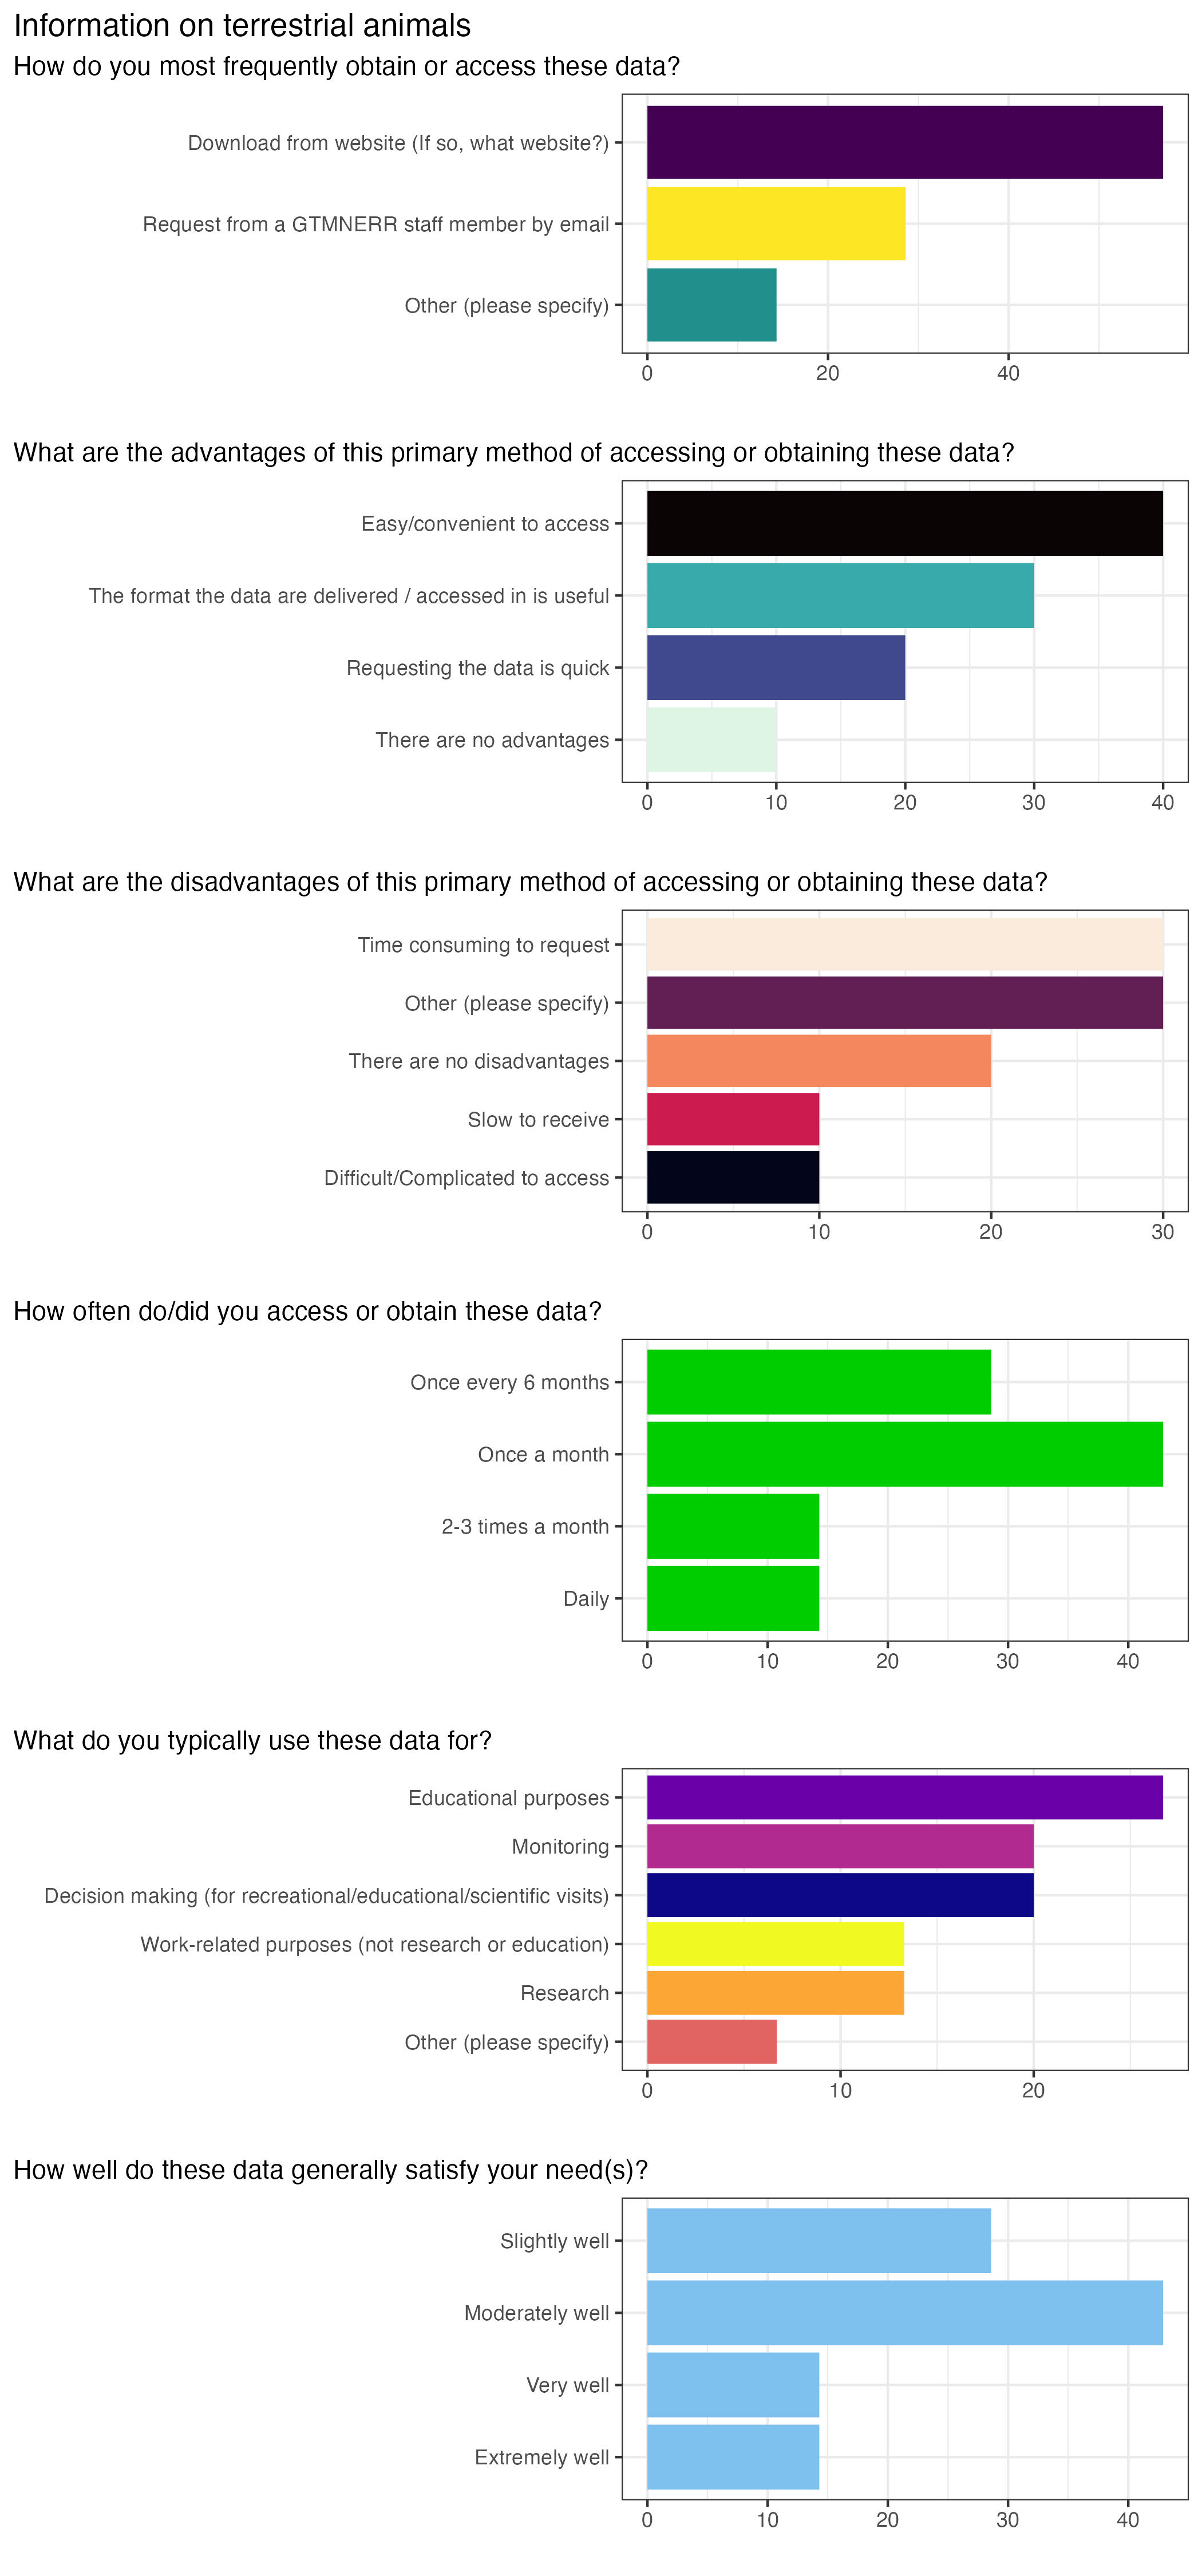 Information on terrestrial animals
How do you most frequently obtain or access these data?
Download from website (If so, what website?)
Request from a GTMNERR staff member by email
Other (please specify)
0 20 40
What are the advantages of this primary method of accessing or obtaining these data?
Easy/convenient to access
The format the data are delivered / accessed in is useful
Requesting the data is quick
There are no advantages
0 10 20 30 40
What are the disadvantages of this primary method of accessing or obtaining these data?
Time consuming to request
Other (please specify)
There are no disadvantages
Slow to receive
Difficult/Complicated to access
0 10 20 30
How often do/did you access or obtain these data?
Once every 6 months
Once a month
2-3 times a month
Daily
0 10 20 30 40
What do you typically use these data for?
Educational purposes
Monitoring
Decision making (for recreational/educational/scientific visits)
Work-related purposes (not research or education)
Research
Other (please specify)
0 10 20
How well do these data generally satisfy your need(s)?
Slightly well
Moderately well
Very well
Extremely well
0 10 20 30 40